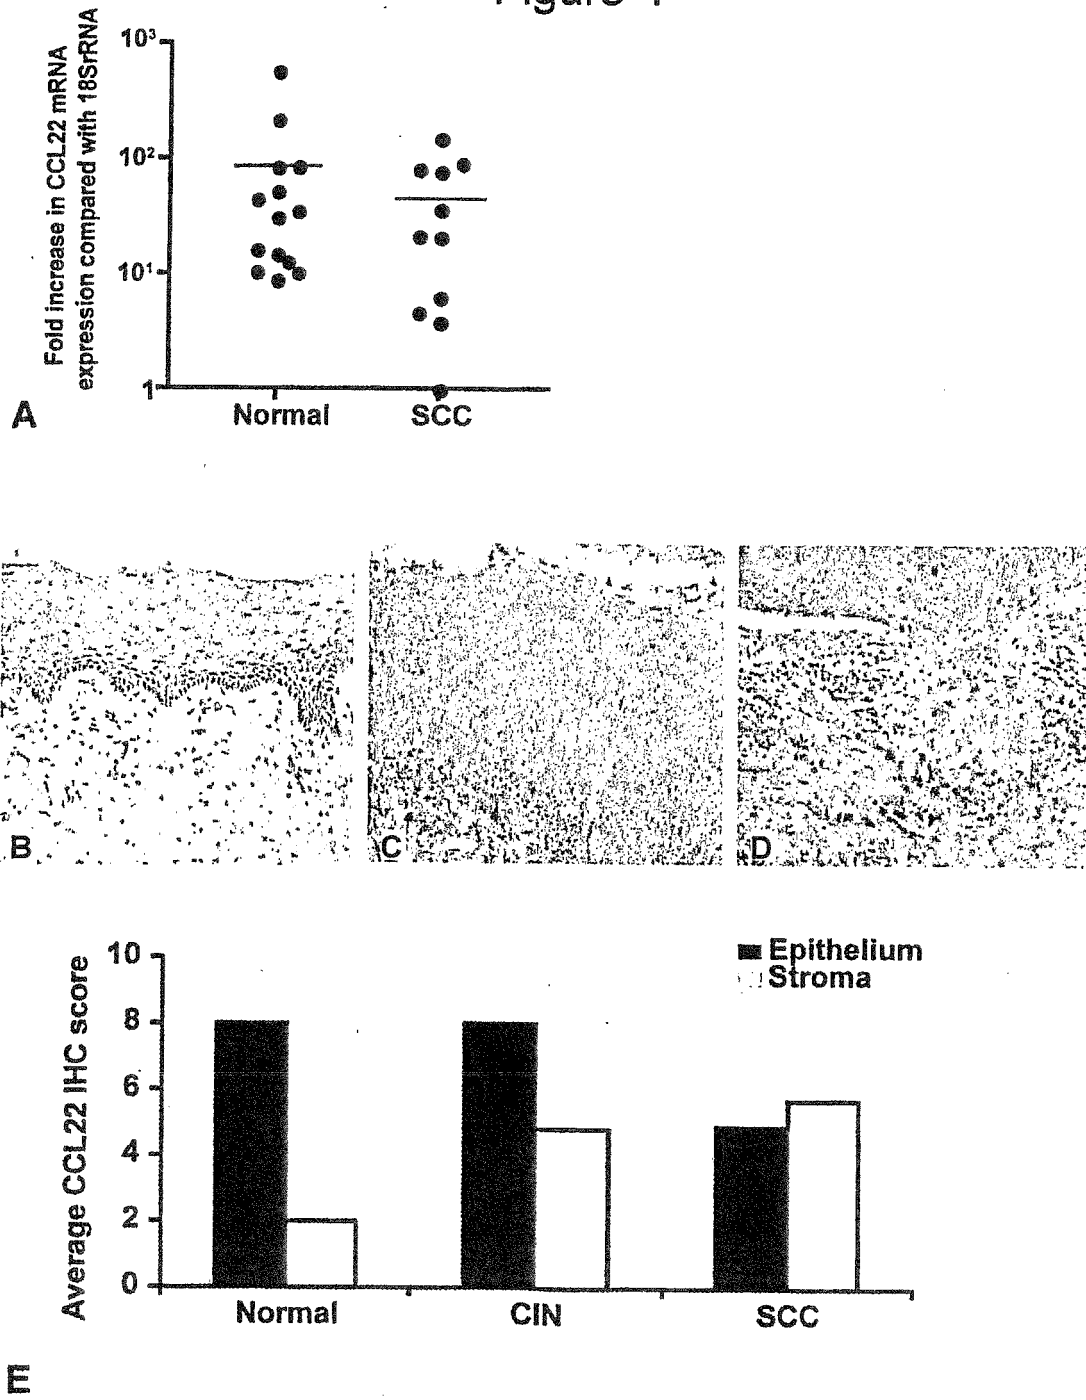 Fold increase in CCL22 mRNA
expression compared with 18SrRNA
10³
10²
10¹
1
Normal
SCC
A
B
C
D
Epithelium
Stroma
Average CCL22 IHC score
10
8
6
4
2
0
Normal
CIN
SCC
E